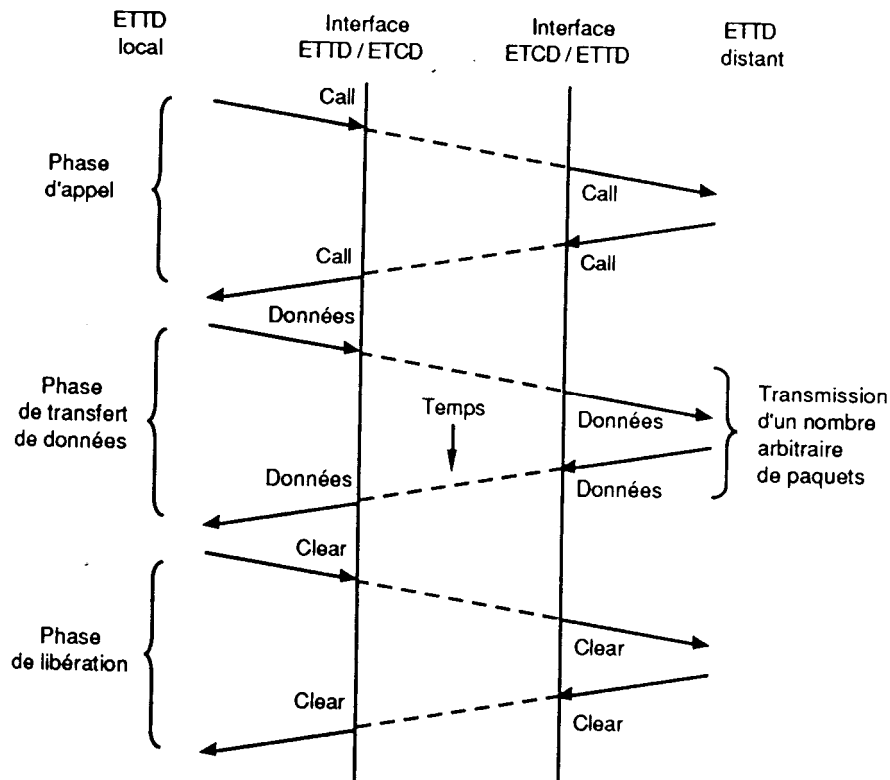 ETTD
local
Interface
ETTD / ETCD
Interface
ETCD / ETTD
ETTD
distant
Call
Phase
d'appel
Call
Call
Call
Données
Phase
de transfert
de données
Temps
Données
Transmission
d'un nombre
arbitraire
de paquets
Données
Données
Clear
Phase
de libération
Clear
Clear
Clear